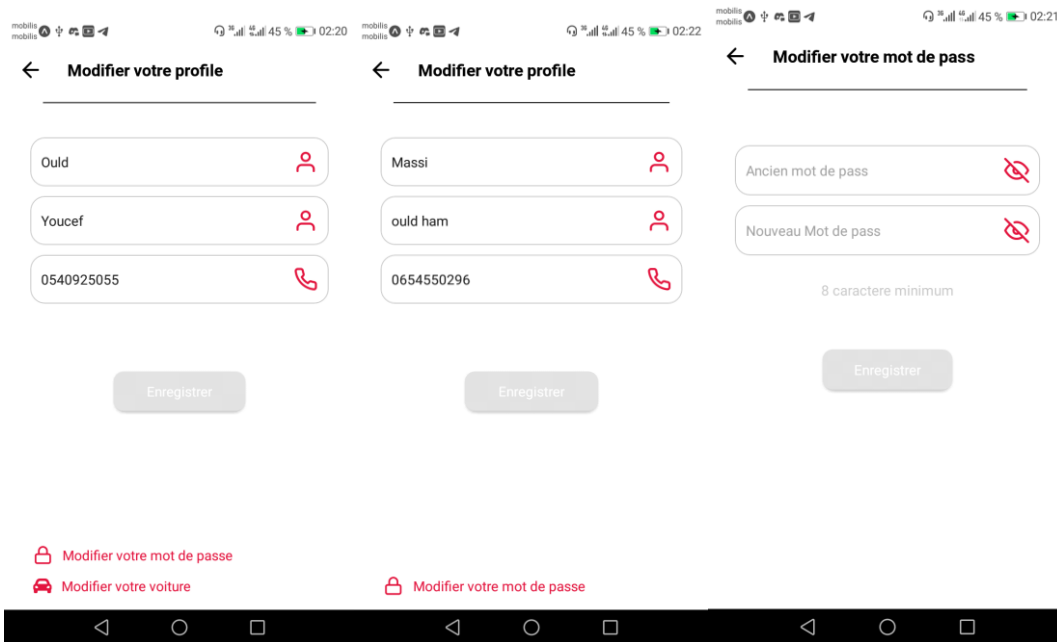 mobilis
mobilis
45 % 02:20
Modifier votre profile
Ould
Youcef
0540925055
Enregistrer
Modifier votre mot de passe
Modifier votre voiture
mobilis
mobilis
45 % 02:22
Modifier votre profile
Massi
ould ham
0654550296
Enregistrer
Modifier votre mot de passe
mobilis
mobilis
45 % 02:21
Modifier votre mot de pass
Ancien mot de pass
Nouveau Mot de pass
8 caractere minimum
Enregistrer